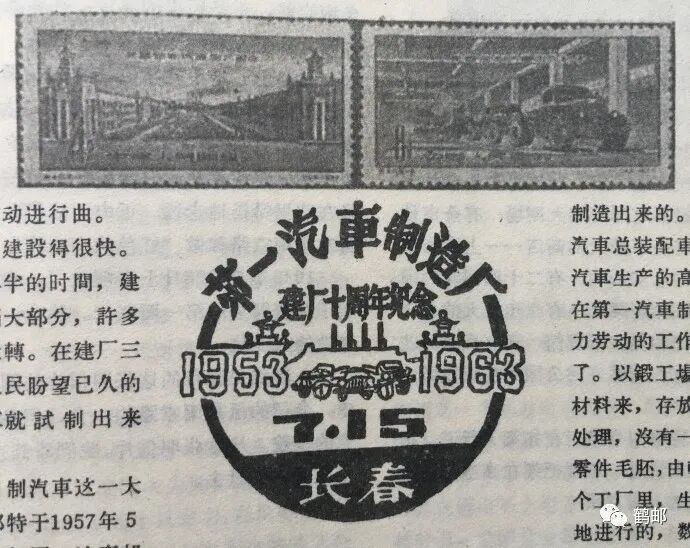 动进行曲。
建設得很快。
半的时間，建
大部分，許多
轉。在建厂三
民盼望已久的
就試制出来
制汽車这一大
特于1957年5
第一汽車制造厂
建厂十周年紀念
1953 1963
7.15
长春
制造出来的。
汽車总装配車
汽車生产的高
在第一汽車制
力劳动的工作
了。以鍛工場
材料来，存放
处理，沒有一
零件毛胚，由
个工厂里，生
地进行的，数
鹤邮